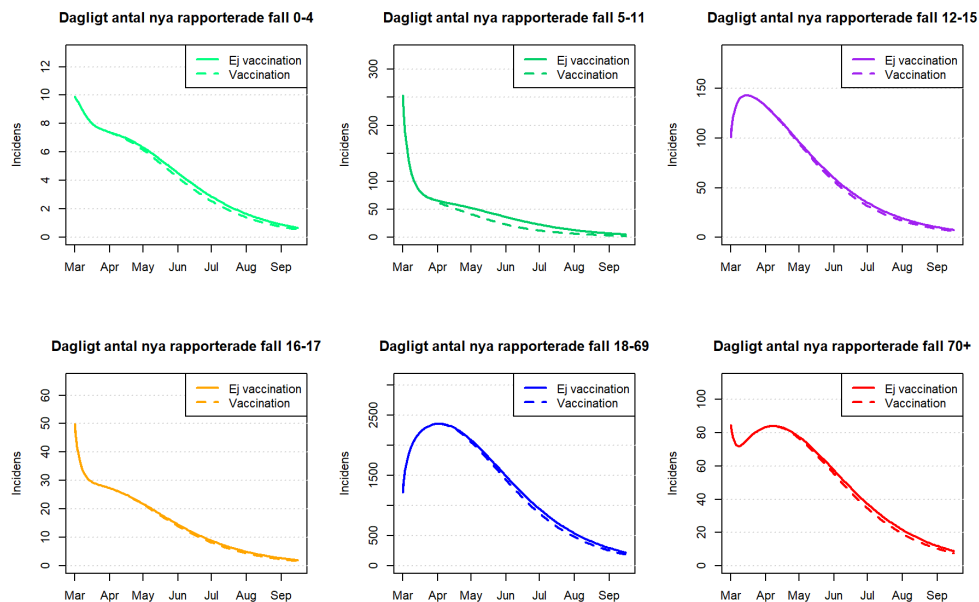 Dagligt antal nya rapporterade fall 0-4
Incidens
12
10
8
6
4
2
0
Ej vaccination
Vaccination
Mar Apr May Jun Jul Aug Sep
Dagligt antal nya rapporterade fall 5-11
Incidens
300
200
100
50
0
Ej vaccination
Vaccination
Mar Apr May Jun Jul Aug Sep
Dagligt antal nya rapporterade fall 12-15
Incidens
150
100
50
0
Ej vaccination
Vaccination
Mar Apr May Jun Jul Aug Sep
Dagligt antal nya rapporterade fall 16-17
Incidens
60
50
40
30
20
10
0
Ej vaccination
Vaccination
Mar Apr May Jun Jul Aug Sep
Dagligt antal nya rapporterade fall 18-69
Incidens
2500
1500
500
0
Ej vaccination
Vaccination
Mar Apr May Jun Jul Aug Sep
Dagligt antal nya rapporterade fall 70+
Incidens
100
80
60
40
20
0
Ej vaccination
Vaccination
Mar Apr May Jun Jul Aug Sep